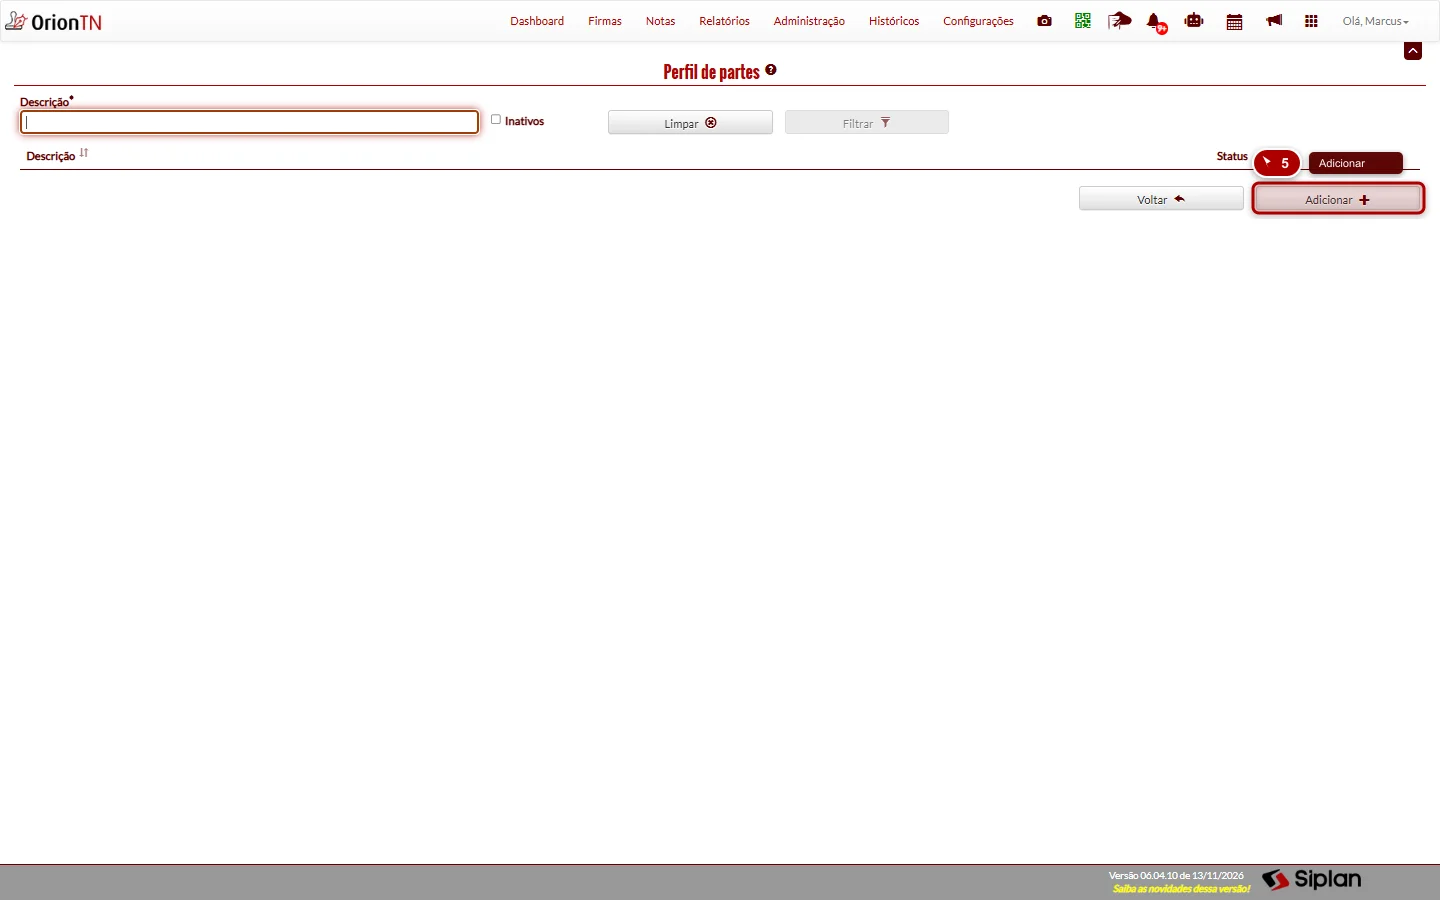 OrionTN
Dashboard Firmas Notas Relatórios Administração Históricos Configurações 9+ Olá, Marcus
Perfil de partes ?
Descrição*
Inativos Limpar Filtrar
Descrição Status 5 Adicionar
Voltar Adicionar
Versão 06.04.10 de 13/11/2026
Saiba as novidades dessa versão!
Siplan